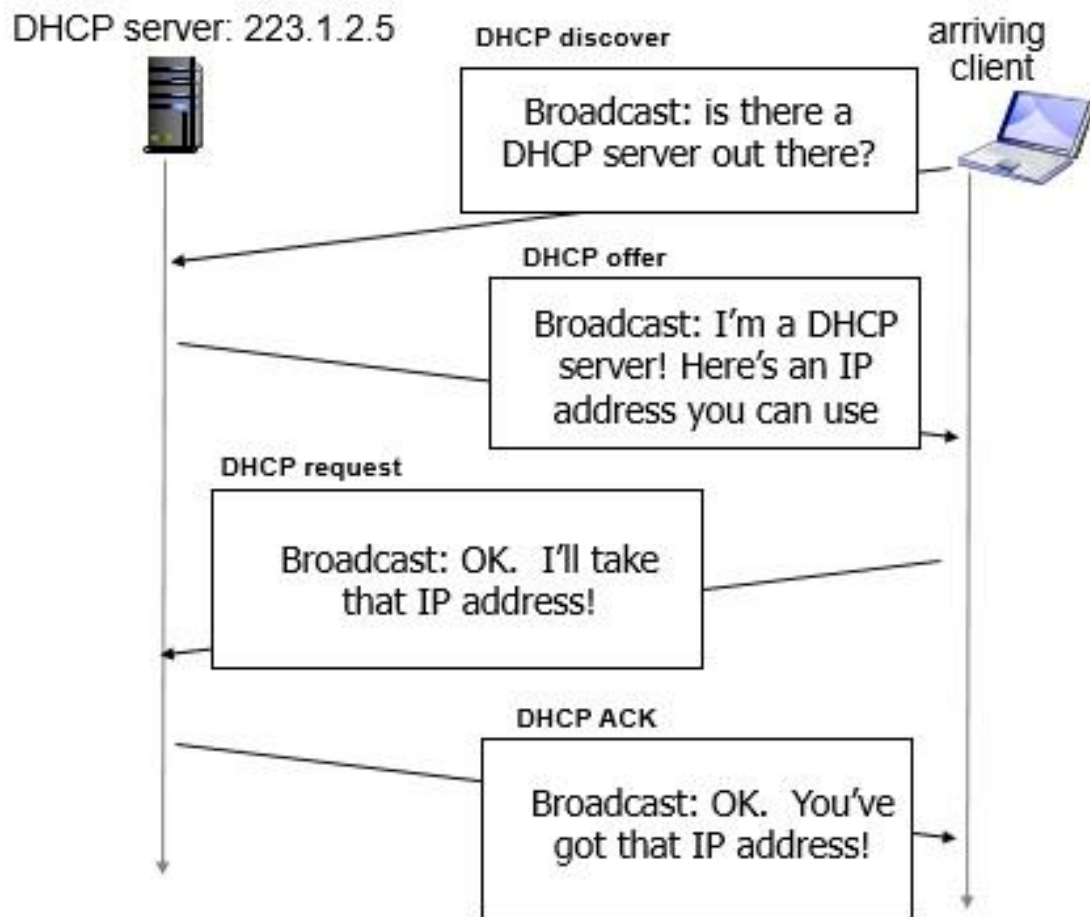 DHCP server: 223.1.2.5
DHCP discover
arriving
client
Broadcast: is there a
DHCP server out there?
DHCP offer
Broadcast: I’m a DHCP
server! Here’s an IP
address you can use
DHCP request
Broadcast: OK.  I’ll take
that IP address!
DHCP ACK
Broadcast: OK.  You’ve
got that IP address!